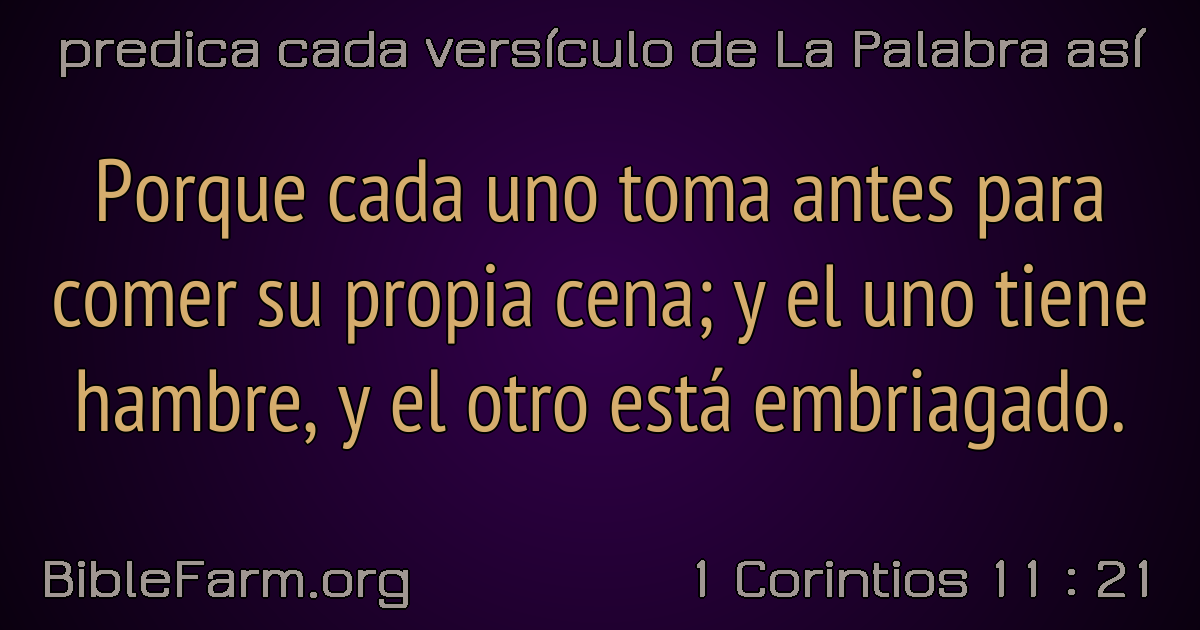 predica cada versículo de La Palabra así
Porque cada uno toma antes para
comer su propia cena; y el uno tiene
hambre, y el otro está embriagado.
BibleFarm.org
1 Corintios 11 : 21